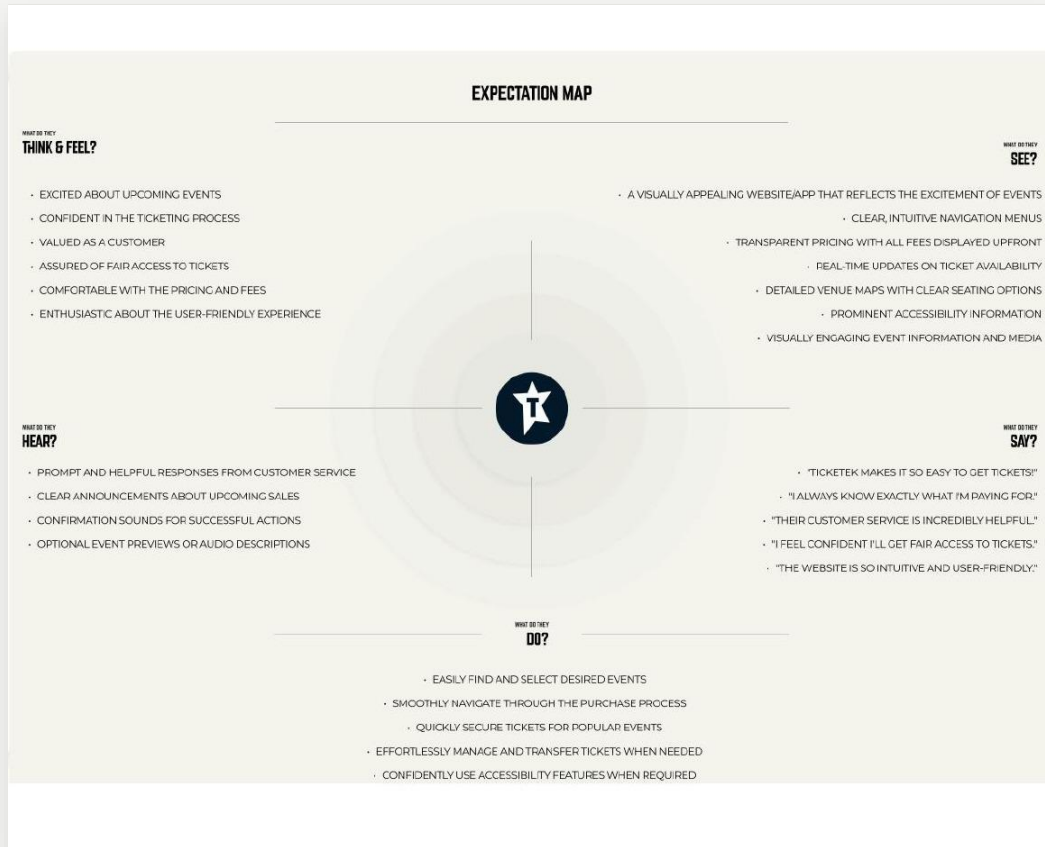 EXPECTATION MAP
WHAT DO THEY
THINK & FEEL?
• EXCITED ABOUT UPCOMING EVENTS
• CONFIDENT IN THE TICKETING PROCESS
• VALUED AS A CUSTOMER
• ASSURED OF FAIR ACCESS TO TICKETS
• COMFORTABLE WITH THE PRICING AND FEES
• ENTHUSIASTIC ABOUT THE USER-FRIENDLY EXPERIENCE
WHAT DO THEY
SEE?
• A VISUALLY APPEALING WEBSITE/APP THAT REFLECTS THE EXCITEMENT OF EVENTS
• CLEAR, INTUITIVE NAVIGATION MENUS
• TRANSPARENT PRICING WITH ALL FEES DISPLAYED UPFRONT
• REAL-TIME UPDATES ON TICKET AVAILABILITY
• DETAILED VENUE MAPS WITH CLEAR SEATING OPTIONS
• PROMINENT ACCESSIBILITY INFORMATION
• VISUALLY ENGAGING EVENT INFORMATION AND MEDIA
T
WHAT DO THEY
HEAR?
• PROMPT AND HELPFUL RESPONSES FROM CUSTOMER SERVICE
• CLEAR ANNOUNCEMENTS ABOUT UPCOMING SALES
• CONFIRMATION SOUNDS FOR SUCCESSFUL ACTIONS
• OPTIONAL EVENT PREVIEWS OR AUDIO DESCRIPTIONS
WHAT DO THEY
SAY?
• "TICKETEK MAKES IT SO EASY TO GET TICKETS!"
• "I ALWAYS KNOW EXACTLY WHAT I'M PAYING FOR."
• "THEIR CUSTOMER SERVICE IS INCREDIBLY HELPFUL."
• "I FEEL CONFIDENT I'LL GET FAIR ACCESS TO TICKETS."
• "THE WEBSITE IS SO INTUITIVE AND USER-FRIENDLY."
WHAT DO THEY
DO?
• EASILY FIND AND SELECT DESIRED EVENTS
• SMOOTHLY NAVIGATE THROUGH THE PURCHASE PROCESS
• QUICKLY SECURE TICKETS FOR POPULAR EVENTS
• EFFORTLESSLY MANAGE AND TRANSFER TICKETS WHEN NEEDED
• CONFIDENTLY USE ACCESSIBILITY FEATURES WHEN REQUIRED